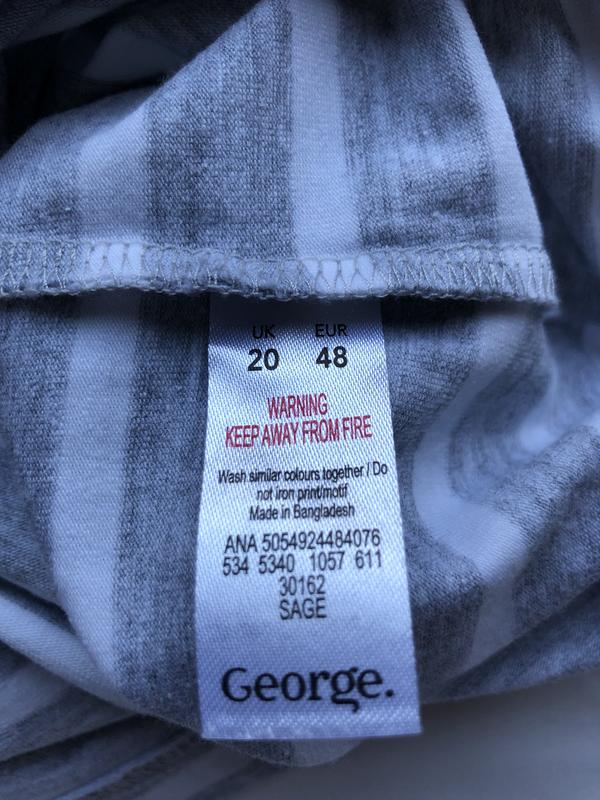 UK EUR
20 48
WARNING
KEEP AWAY FROM FIRE
Wash similar colours together / Do
not iron print/motif
Made in Bangladesh
ANA 5054924484076
534 5340 1057 611
30162
SAGE
George.